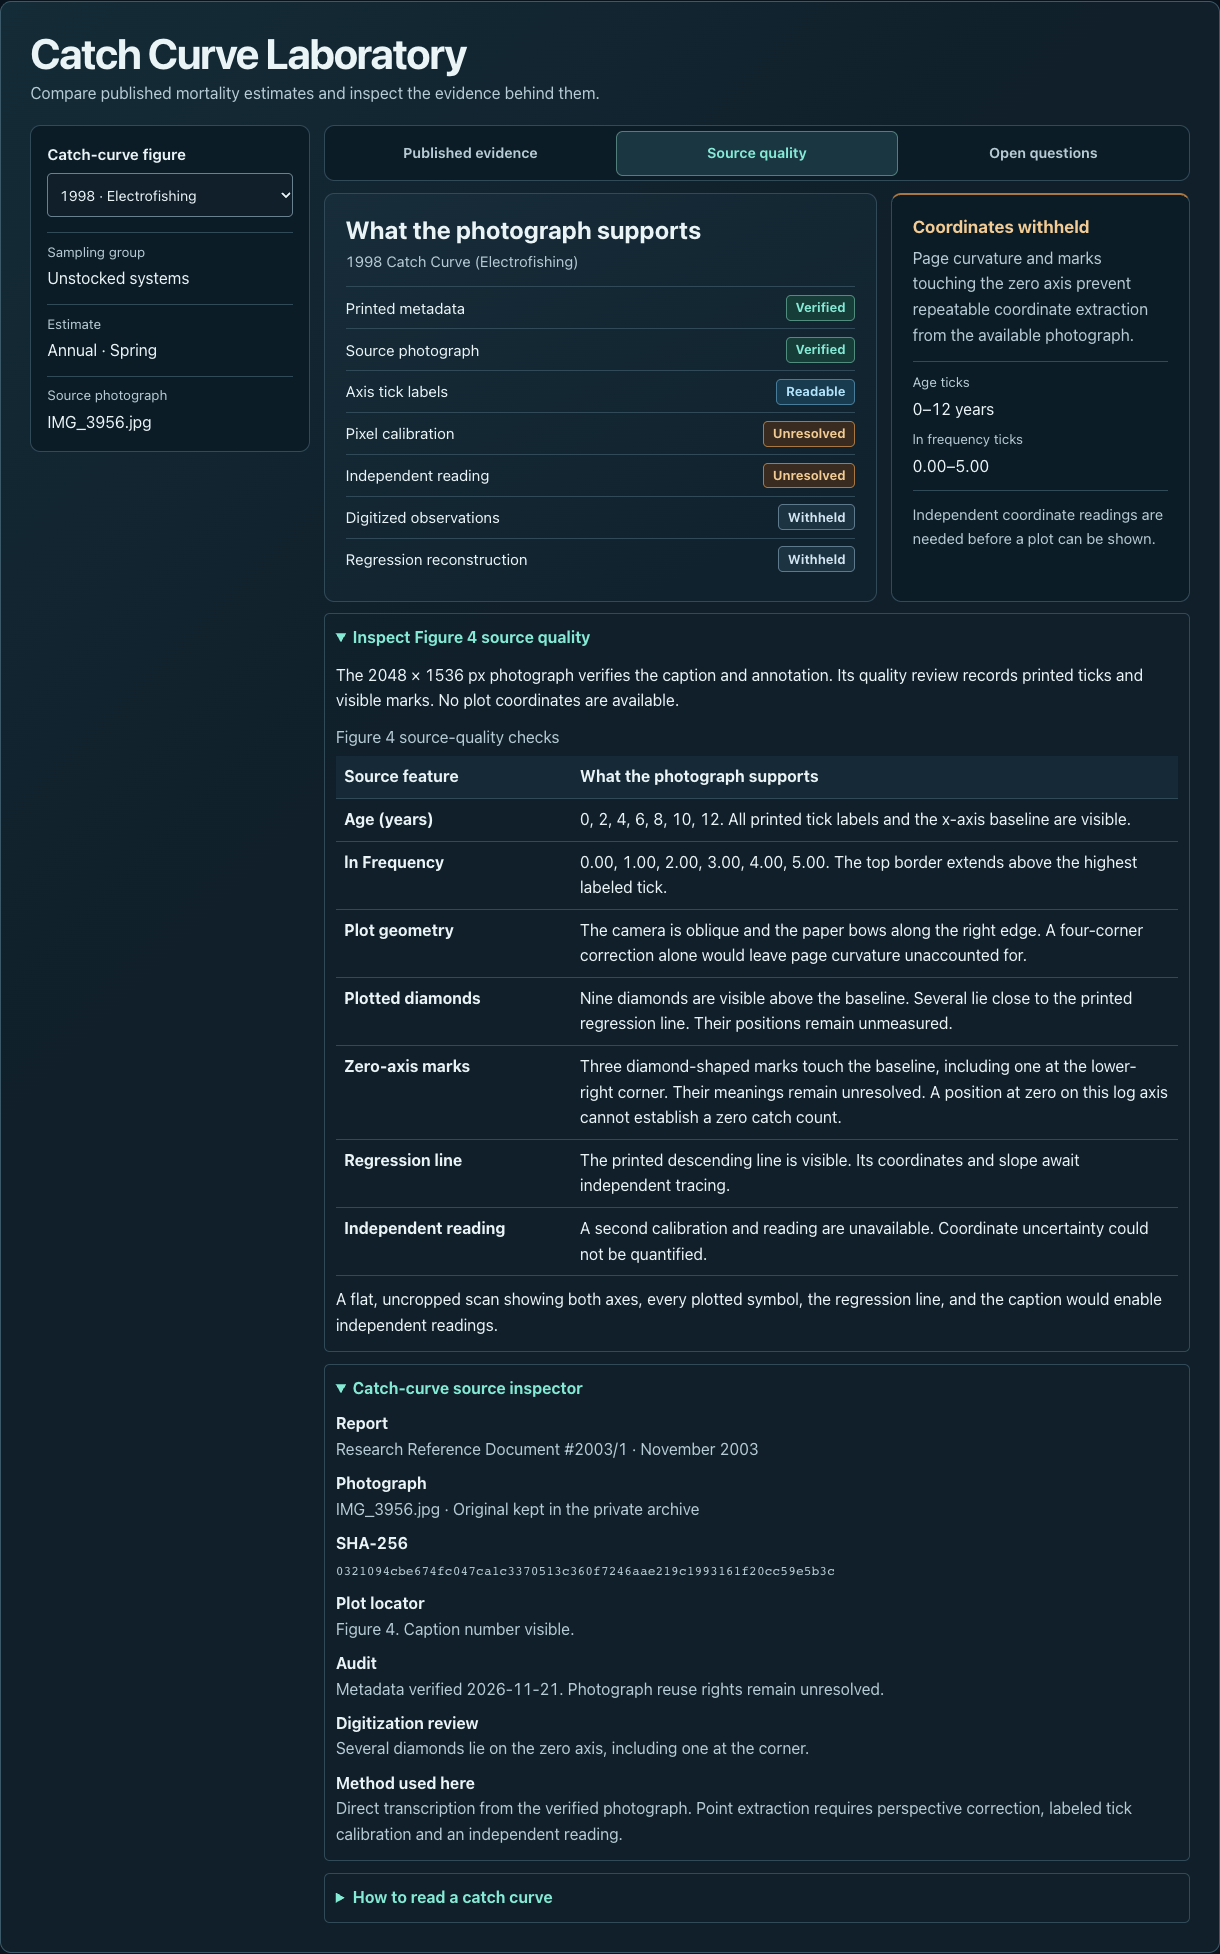 Catch Curve Laboratory
Compare published mortality estimates and inspect the evidence behind them.
Catch-curve figure
1998 · Electrofishing
Sampling group
Unstocked systems
Estimate
Annual · Spring
Source photograph
IMG_3956.jpg
Published evidence
Source quality
Open questions
What the photograph supports
1998 Catch Curve (Electrofishing)
Printed metadata Verified
Source photograph Verified
Axis tick labels Readable
Pixel calibration Unresolved
Independent reading Unresolved
Digitized observations Withheld
Regression reconstruction Withheld
Coordinates withheld
Page curvature and marks
touching the zero axis prevent
repeatable coordinate extraction
from the available photograph.
Age ticks
0–12 years
ln frequency ticks
0.00–5.00
Independent coordinate readings are
needed before a plot can be shown.
▼ Inspect Figure 4 source quality
The 2048 × 1536 px photograph verifies the caption and annotation. Its quality review records printed ticks and
visible marks. No plot coordinates are available.
Figure 4 source-quality checks
Source feature What the photograph supports
Age (years) 0, 2, 4, 6, 8, 10, 12. All printed tick labels and the x-axis baseline are visible.
ln Frequency 0.00, 1.00, 2.00, 3.00, 4.00, 5.00. The top border extends above the highest
labeled tick.
Plot geometry The camera is oblique and the paper bows along the right edge. A four-corner
correction alone would leave page curvature unaccounted for.
Plotted diamonds Nine diamonds are visible above the baseline. Several lie close to the printed
regression line. Their positions remain unmeasured.
Zero-axis marks Three diamond-shaped marks touch the baseline, including one at the lower-
right corner. Their meanings remain unresolved. A position at zero on this log axis
cannot establish a zero catch count.
Regression line The printed descending line is visible. Its coordinates and slope await
independent tracing.
Independent reading A second calibration and reading are unavailable. Coordinate uncertainty could
not be quantified.
A flat, uncropped scan showing both axes, every plotted symbol, the regression line, and the caption would enable
independent readings.
▼ Catch-curve source inspector
Report
Research Reference Document #2003/1 · November 2003
Photograph
IMG_3956.jpg · Original kept in the private archive
SHA-256
0321094cbe674fc047ca1c3370513c360f7246aae219c1993161f20cc59e5b3c
Plot locator
Figure 4. Caption number visible.
Audit
Metadata verified 2026-11-21. Photograph reuse rights remain unresolved.
Digitization review
Several diamonds lie on the zero axis, including one at the corner.
Method used here
Direct transcription from the verified photograph. Point extraction requires perspective correction, labeled tick
calibration and an independent reading.
▶ How to read a catch curve